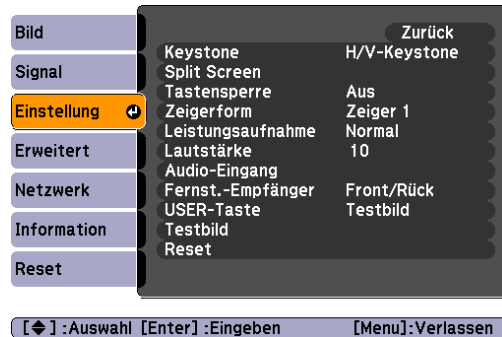 Bild
Signal
Einstellung
Erweitert
Netzwerk
Information
Reset
Zurück
Keystone H/V-Keystone
Split Screen
Tastensperre Aus
Zeigerform Zeiger 1
Leistungsaufnahme Normal
Lautstärke 10
Audio-Eingang
Fernst.-Empfänger Front/Rück
USER-Taste Testbild
Testbild
Reset
[◆] :Auswahl [Enter] :Eingeben [Menu]:Verlassen